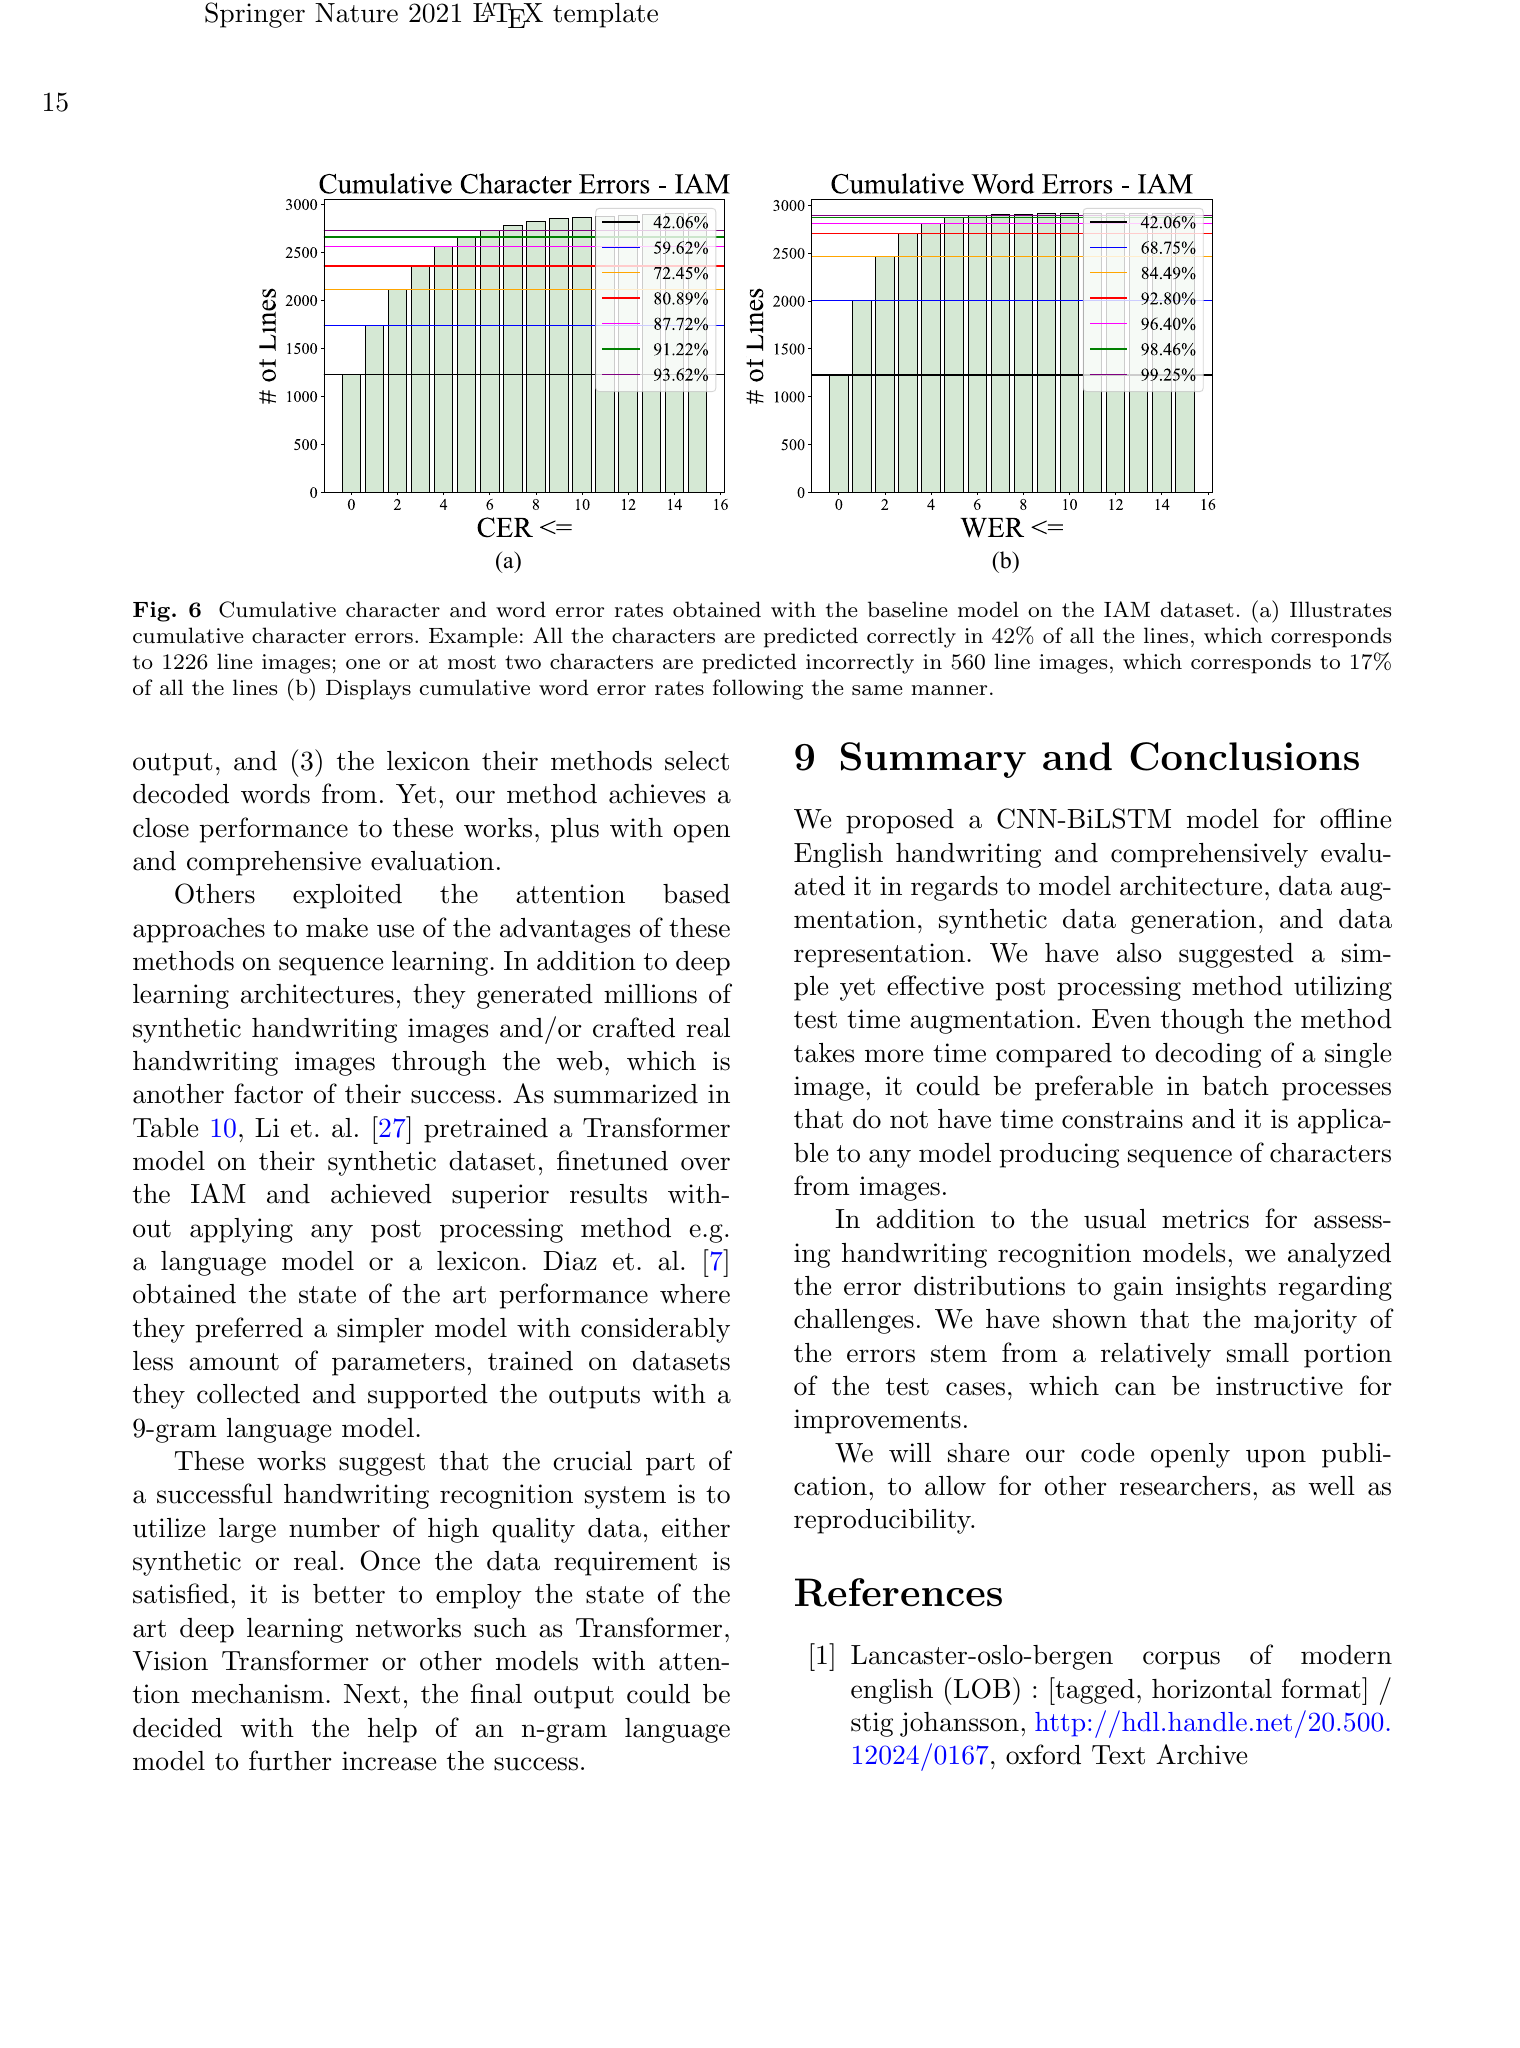 Springer Nature 2021 LATEX template
15
Cumulative Character Errors - IAM
3000
2500
2000
1500
1000
500
0
# of Lines
42.06%
59.62%
72.45%
80.89%
87.72%
91.22%
93.62%
0 2 4 6 8 10 12 14 16
CER <=
(a)
Cumulative Word Errors - IAM
3000
2500
2000
1500
1000
500
0
# of Lines
42.06%
68.75%
84.49%
92.80%
96.40%
98.46%
99.25%
0 2 4 6 8 10 12 14 16
WER <=
(b)
Fig. 6 Cumulative character and word error rates obtained with the baseline model on the IAM dataset. (a) Illustrates
cumulative character errors. Example: All the characters are predicted correctly in 42% of all the lines, which corresponds
to 1226 line images; one or at most two characters are predicted incorrectly in 560 line images, which corresponds to 17%
of all the lines (b) Displays cumulative word error rates following the same manner.
output, and (3) the lexicon their methods select
decoded words from. Yet, our method achieves a
close performance to these works, plus with open
and comprehensive evaluation.
Others exploited the attention based
approaches to make use of the advantages of these
methods on sequence learning. In addition to deep
learning architectures, they generated millions of
synthetic handwriting images and/or crafted real
handwriting images through the web, which is
another factor of their success. As summarized in
Table 10, Li et. al. [27] pretrained a Transformer
model on their synthetic dataset, finetuned over
the IAM and achieved superior results with-
out applying any post processing method e.g.
a language model or a lexicon. Diaz et. al. [7]
obtained the state of the art performance where
they preferred a simpler model with considerably
less amount of parameters, trained on datasets
they collected and supported the outputs with a
9-gram language model.
These works suggest that the crucial part of
a successful handwriting recognition system is to
utilize large number of high quality data, either
synthetic or real. Once the data requirement is
satisfied, it is better to employ the state of the
art deep learning networks such as Transformer,
Vision Transformer or other models with atten-
tion mechanism. Next, the final output could be
decided with the help of an n-gram language
model to further increase the success.
9 Summary and Conclusions
We proposed a CNN-BiLSTM model for offline
English handwriting and comprehensively evalu-
ated it in regards to model architecture, data aug-
mentation, synthetic data generation, and data
representation. We have also suggested a sim-
ple yet effective post processing method utilizing
test time augmentation. Even though the method
takes more time compared to decoding of a single
image, it could be preferable in batch processes
that do not have time constrains and it is applica-
ble to any model producing sequence of characters
from images.
In addition to the usual metrics for assess-
ing handwriting recognition models, we analyzed
the error distributions to gain insights regarding
challenges. We have shown that the majority of
the errors stem from a relatively small portion
of the test cases, which can be instructive for
improvements.
We will share our code openly upon publi-
cation, to allow for other researchers, as well as
reproducibility.
References
[1] Lancaster-oslo-bergen corpus of modern
english (LOB) : [tagged, horizontal format] /
stig johansson, http://hdl.handle.net/20.500.
12024/0167, oxford Text Archive